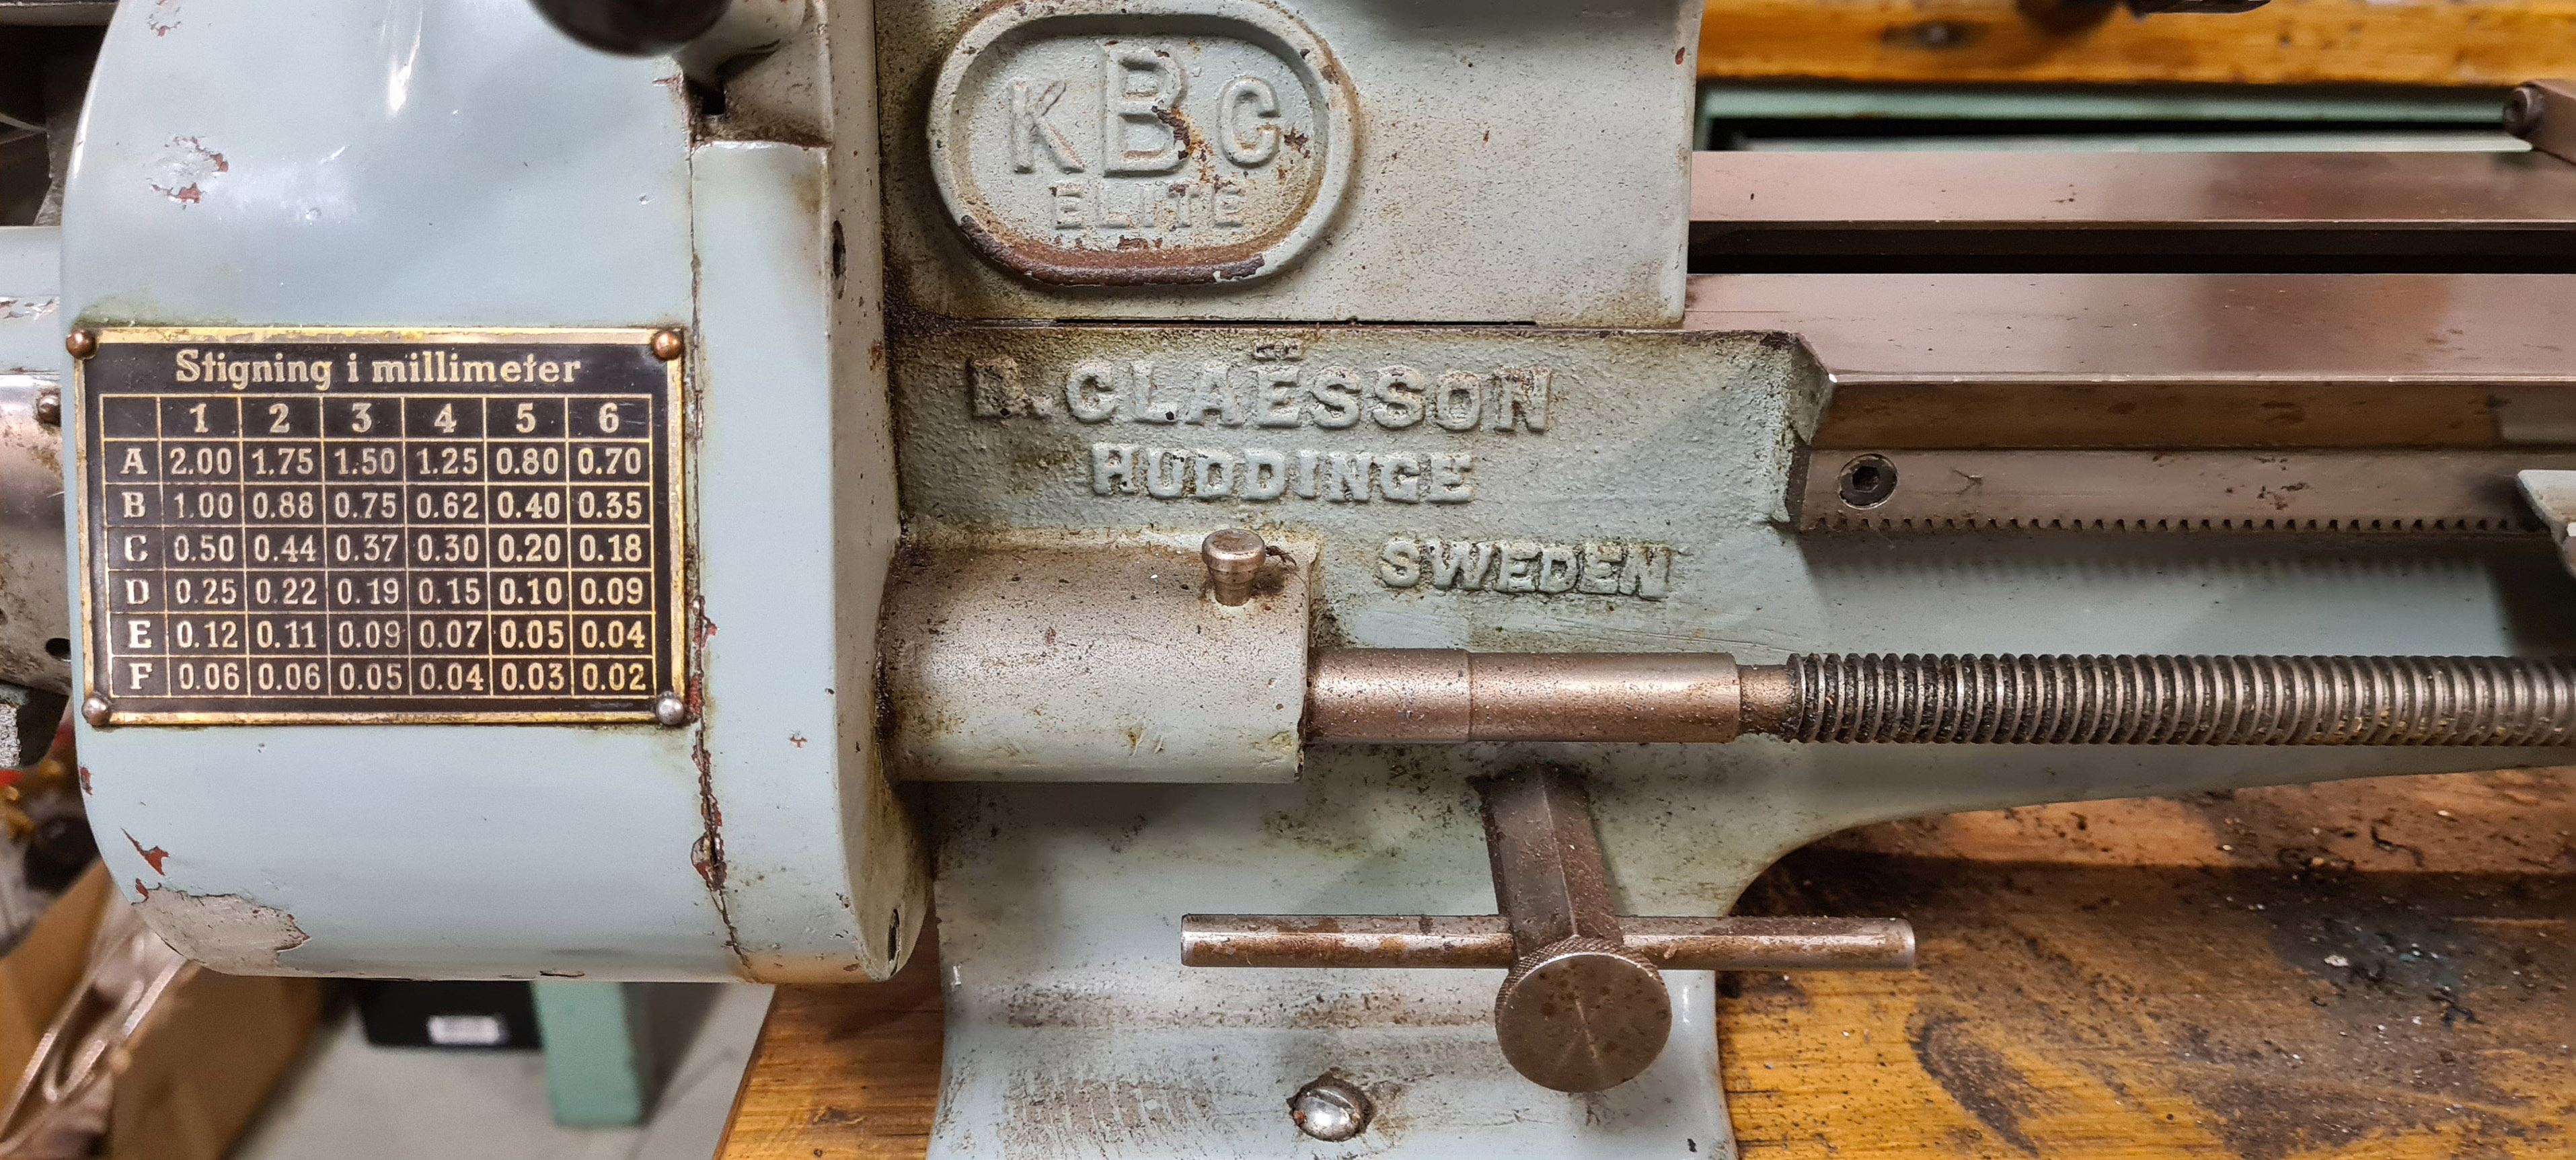 KBC
ELITE
Stigning i millimeter
1 2 3 4 5 6
A 2.00 1.75 1.50 1.25 0.80 0.70
B 1.00 0.88 0.75 0.62 0.40 0.35
C 0.50 0.44 0.37 0.30 0.20 0.18
D 0.25 0.22 0.19 0.15 0.10 0.09
E 0.12 0.11 0.09 0.07 0.05 0.04
F 0.06 0.06 0.05 0.04 0.03 0.02
CLAËSSON
HUDDINGE
SWEDEN